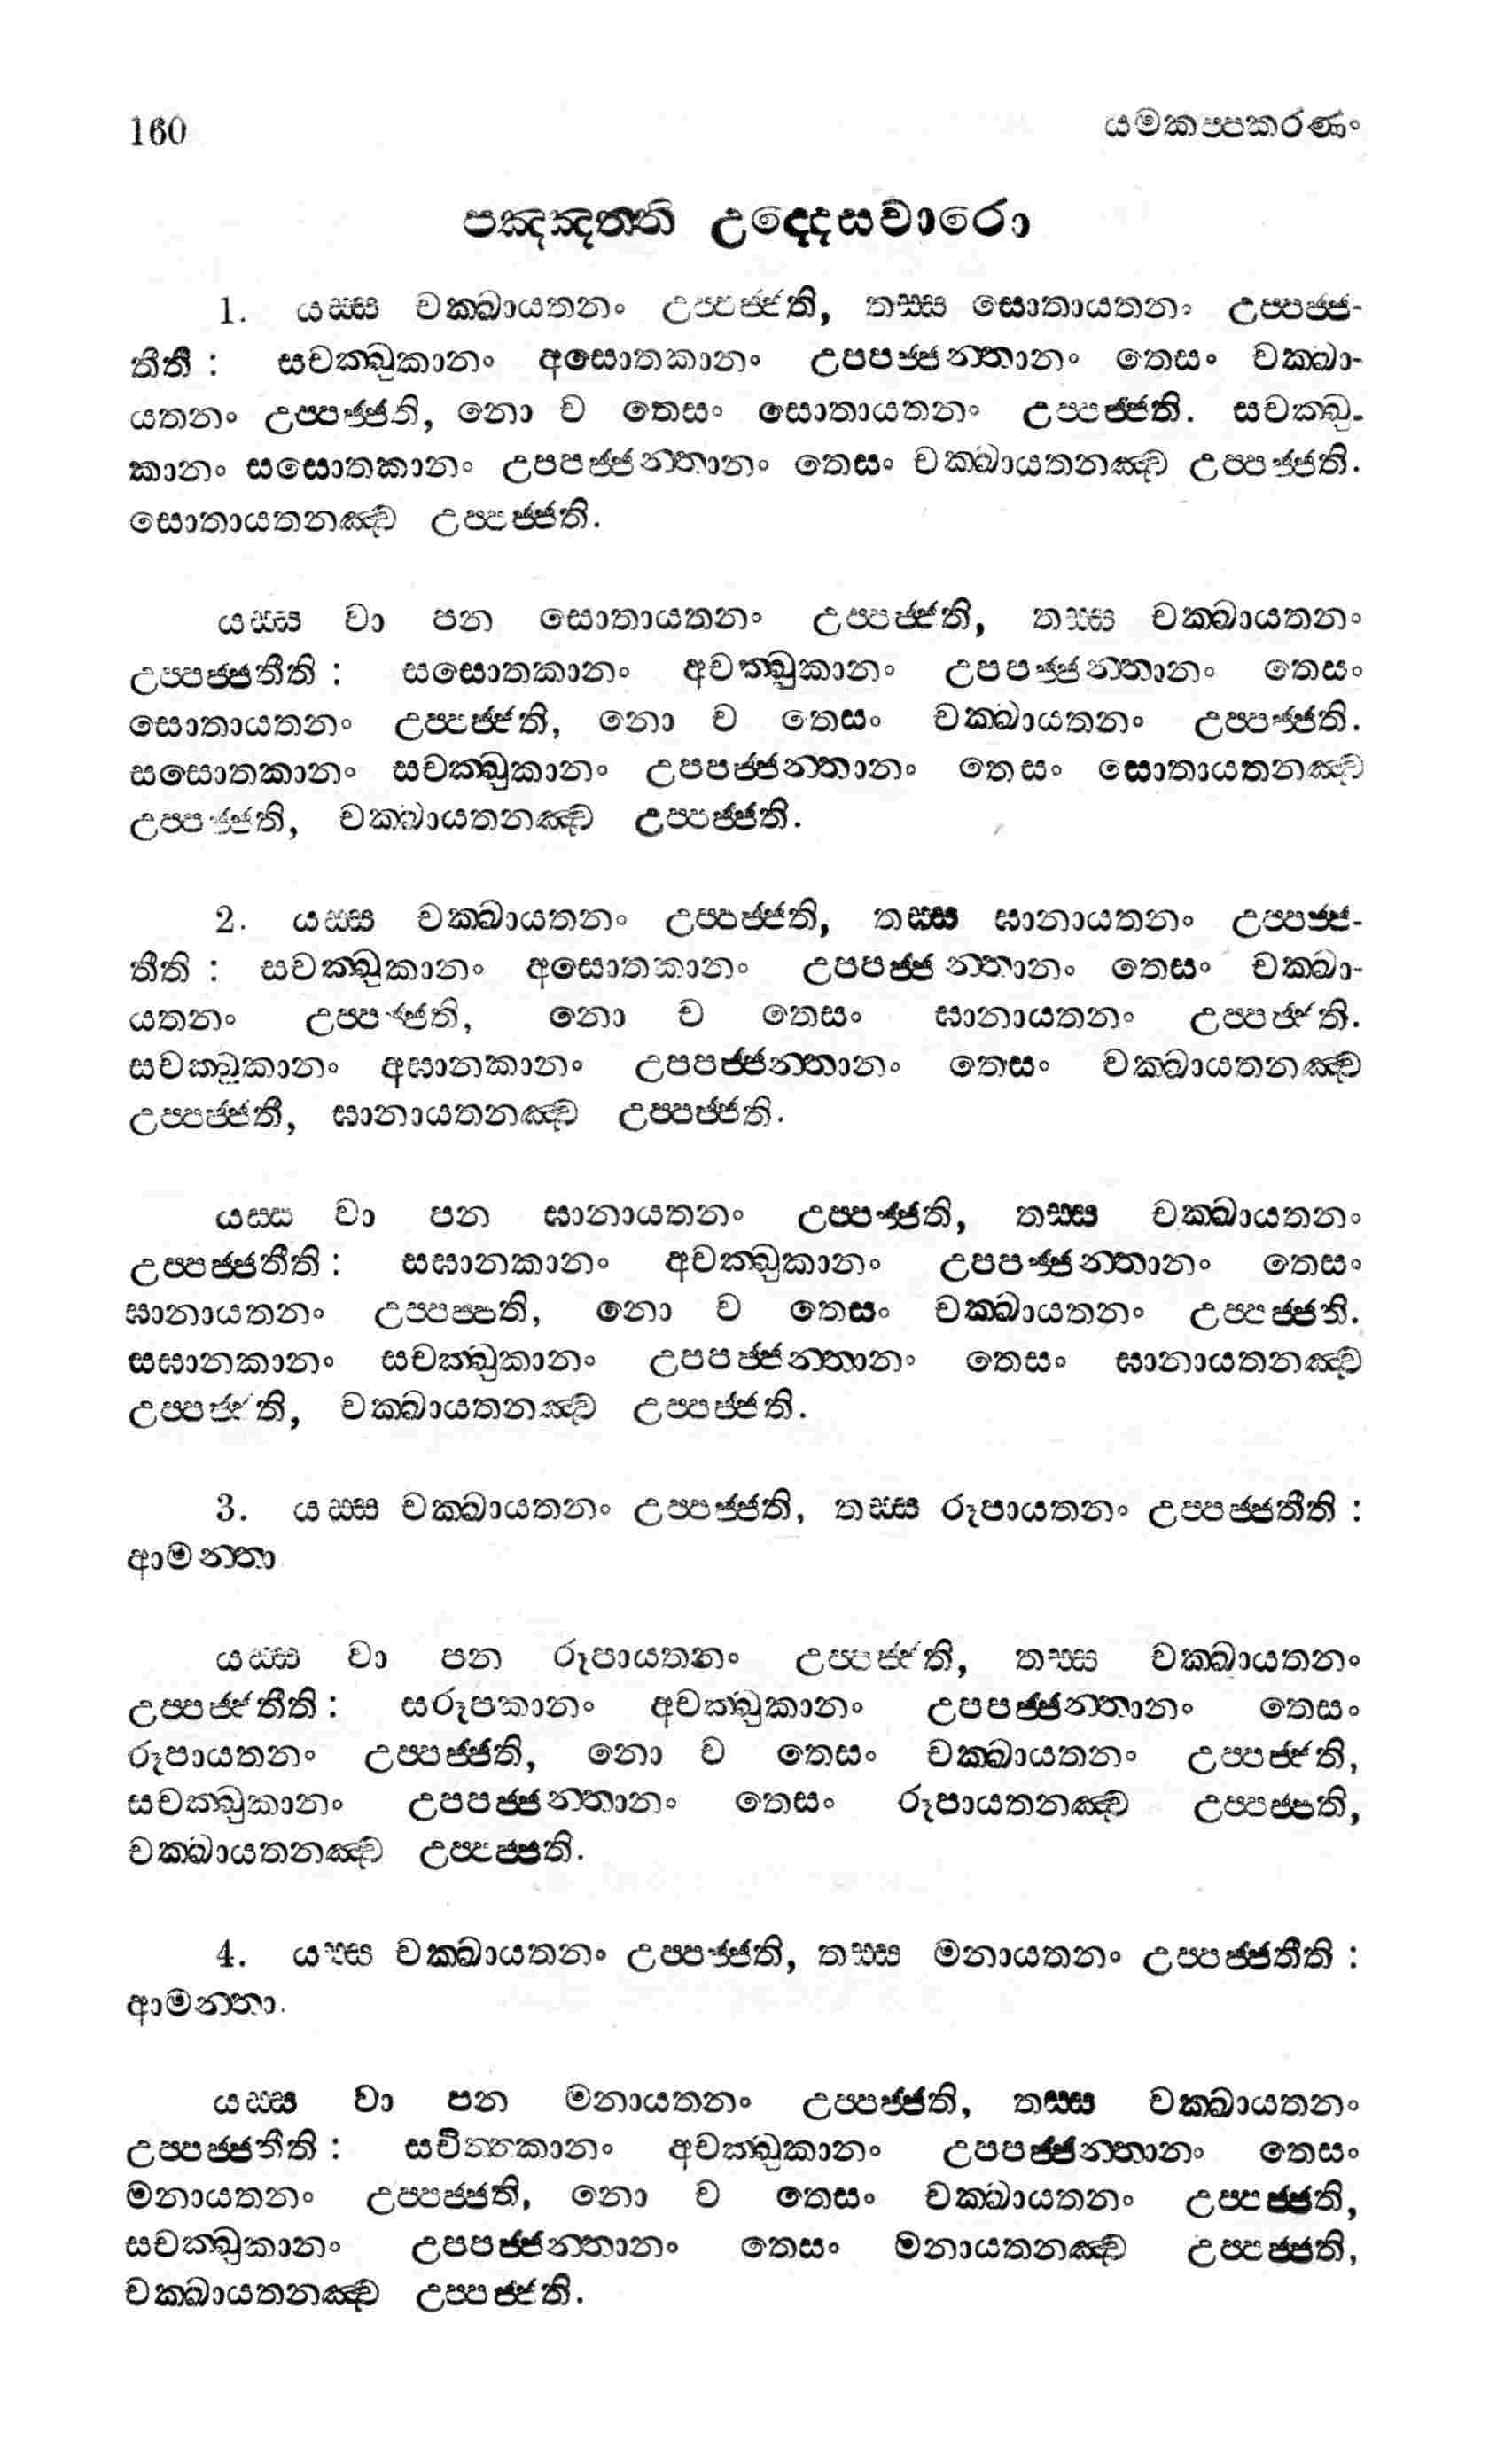 160 යමකප්පකරණං
පඤ්ඤත්ති උද්දෙසවාරො
1. යස්ස චක්ඛායතනං උප්පජ්ජති, තස්ස සොතායතනං උප්පජ්ජ-
තීති : සචක්ඛුකානං අසොතකානං උපපජ්ජන්තානං තෙසං චක්ඛා-
යතනං උප්පජ්ජති, නො ච තෙසං සොතායතනං උප්පජ්ජති. සචක්ඛු-
කානං සසොතකානං උපපජ්ජන්තානං තෙසං චක්ඛායතනඤ්ච උප්පජ්ජති.
සොතායතනඤ්ච උප්පජ්ජති.
යස්ස වා පන සොතායතනං උප්පජ්ජති, තස්ස චක්ඛායතනං
උප්පජ්ජතීති : සසොතකානං අචක්ඛුකානං උපපජ්ජන්තානං තෙසං
සොතායතනං උප්පජ්ජති, නො ච තෙසං චක්ඛායතනං උප්පජ්ජති.
සසොතකානං සචක්ඛුකානං උපපජ්ජන්තානං තෙසං සොතායතනඤ්ච
උප්පජ්ජති, චක්ඛායතනඤ්ච උප්පජ්ජති.
2. යස්ස චක්ඛායතනං උප්පජ්ජති, තස්ස ඝානායතනං උප්පජ්ජ-
තීති : සචක්ඛුකානං අසොතකානං උපපජ්ජන්තානං තෙසං චක්ඛා-
යතනං උප්පජ්ජති, නො ච තෙසං ඝානායතනං උප්පජ්ජති.
සචක්ඛුකානං අඝානකානං උපපජ්ජන්තානං තෙසං චක්ඛායතනඤ්ච
උප්පජ්ජතී, ඝානායතනඤ්ච උප්පජ්ජති.
යස්ස වා පන ඝානායතනං උප්පජ්ජති, තස්ස චක්ඛායතනං
උප්පජ්ජතීති : සඝානකානං අචක්ඛුකානං උපපජ්ජන්තානං තෙසං
ඝානායතනං උප්පප්පති, නො ච තෙසං චක්ඛායතනං උප්පජ්ජති.
සඝානකානං සචක්ඛුකානං උපපජ්ජන්තානං තෙසං ඝානායතනඤ්ච
උප්පජ්ජති, චක්ඛායතනඤ්ච උප්පජ්ජති.
3. යස්ස චක්ඛායතනං උප්පජ්ජති, තස්ස රූපායතනං උප්පජ්ජතීති :
ආමන්තා
යස්ස වා පන රූපායතනං උප්පජ්ජති, තස්ස චක්ඛායතනං
උප්පජ්ජතීති : සරූපකානං අචක්ඛුකානං උපපජ්ජන්තානං තෙසං
රූපායතනං උප්පජ්ජති, නො ච තෙසං චක්ඛායතනං උප්පජ්ජති,
සචක්ඛුකානං උපපජ්ජන්තානං තෙසං රූපායතනඤ්ච උප්පජ්පති,
චක්ඛායතනඤ්ච උප්පජ්පති.
4. යස්ස චක්ඛායතනං උප්පජ්ජති, තස්ස මනායතනං උප්පජ්ජතීති :
ආමන්තා.
යස්ස වා පන මනායතනං උප්පජ්ජති, තස්ස චක්ඛායතනං
උප්පජ්ජතීති : සචිත්තකානං අචක්ඛුකානං උපපජ්ජන්තානං තෙසං
මනායතනං උප්පජ්ජති, නො ච තෙසං චක්ඛායතනං උප්පජ්ජති,
සචක්ඛුකානං උපපජ්ජන්තානං තෙසං මනායතනඤ්ච උප්පජ්ජති,
චක්ඛායතනඤ්ච උප්පජ්ජති.